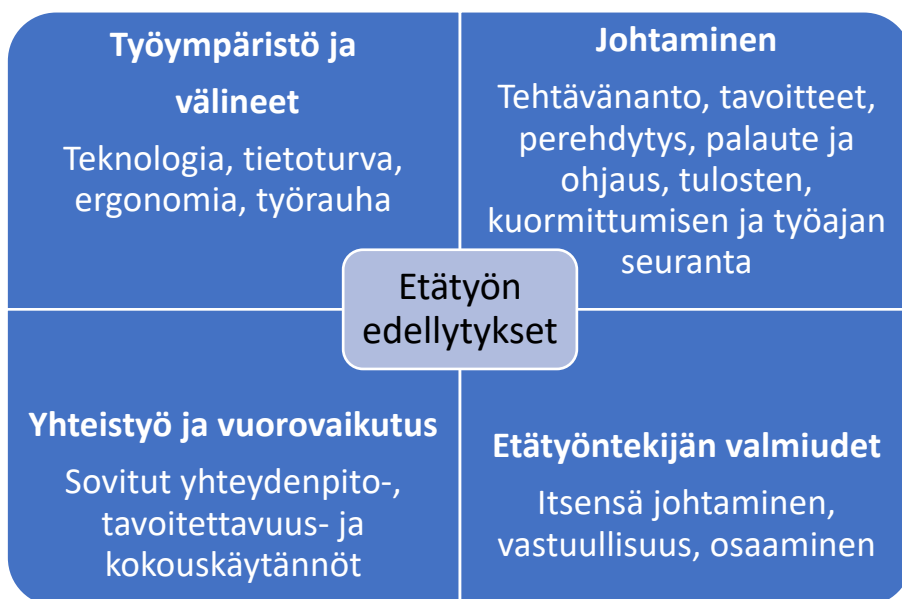 Työympäristö ja
välineet
Teknologia, tietoturva,
ergonomia, työrauha
Johtaminen
Tehtävänanto, tavoitteet,
perehdytys, palaute ja
ohjaus, tulosten,
kuormittumisen ja työajan
seuranta
Etätyön
edellytykset
Yhteistyö ja vuorovaikutus
Sovitut yhteydenpito-,
tavoitettavuus- ja
kokouskäytännöt
Etätyöntekijän valmiudet
Itsensä johtaminen,
vastuullisuus, osaaminen